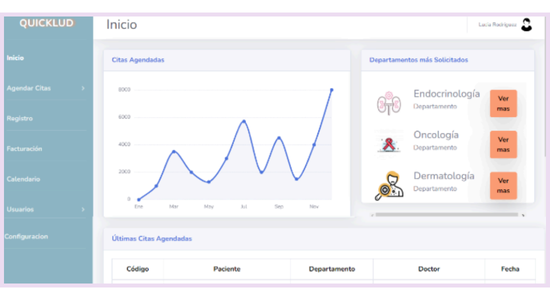 QUICKLUD
Inicio
Lucia Rodriguez
Inicio
Agendar Citas
Registro
Facturación
Calendario
Usuarios
Configuracion
Citas Agendadas
8000
6000
4000
2000
0
Ene Mar May Jul Sep Nov
Departamentos más Solicitados
Endocrinología
Departamento
Ver mas
Oncología
Departamento
Ver mas
Dermatología
Departamento
Ver mas
Últimas Citas Agendadas
Código Paciente Departamento Doctor Fecha